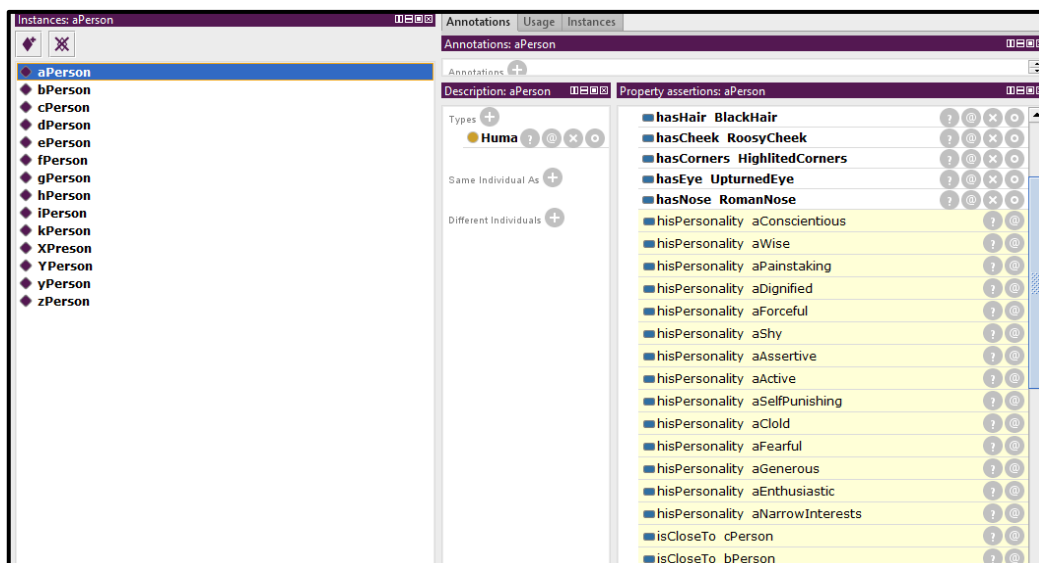 Instances: aPerson
aPerson
bPerson
cPerson
dPerson
ePerson
fPerson
gPerson
hPerson
iPerson
kPerson
XPreson
YPerson
yPerson
zPerson
Annotations Usage Instances
Annotations: aPerson
Annotations
Description: aPerson
Types
Huma
Same Individual As
Different Individuals
Property assertions: aPerson
hasHair BlackHair
hasCheek RoosyCheek
hasCorners HighlitedCorners
hasEye UpturnedEye
hasNose RomanNose
hisPersonality aConscientious
hisPersonality aWise
hisPersonality aPainstaking
hisPersonality aDignified
hisPersonality aForceful
hisPersonality aShy
hisPersonality aAssertive
hisPersonality aActive
hisPersonality aSelfPunishing
hisPersonality aClold
hisPersonality aFearful
hisPersonality aGenerous
hisPersonality aEnthusiastic
hisPersonality aNarrowInterests
isCloseTo cPerson
isCloseTo bPerson